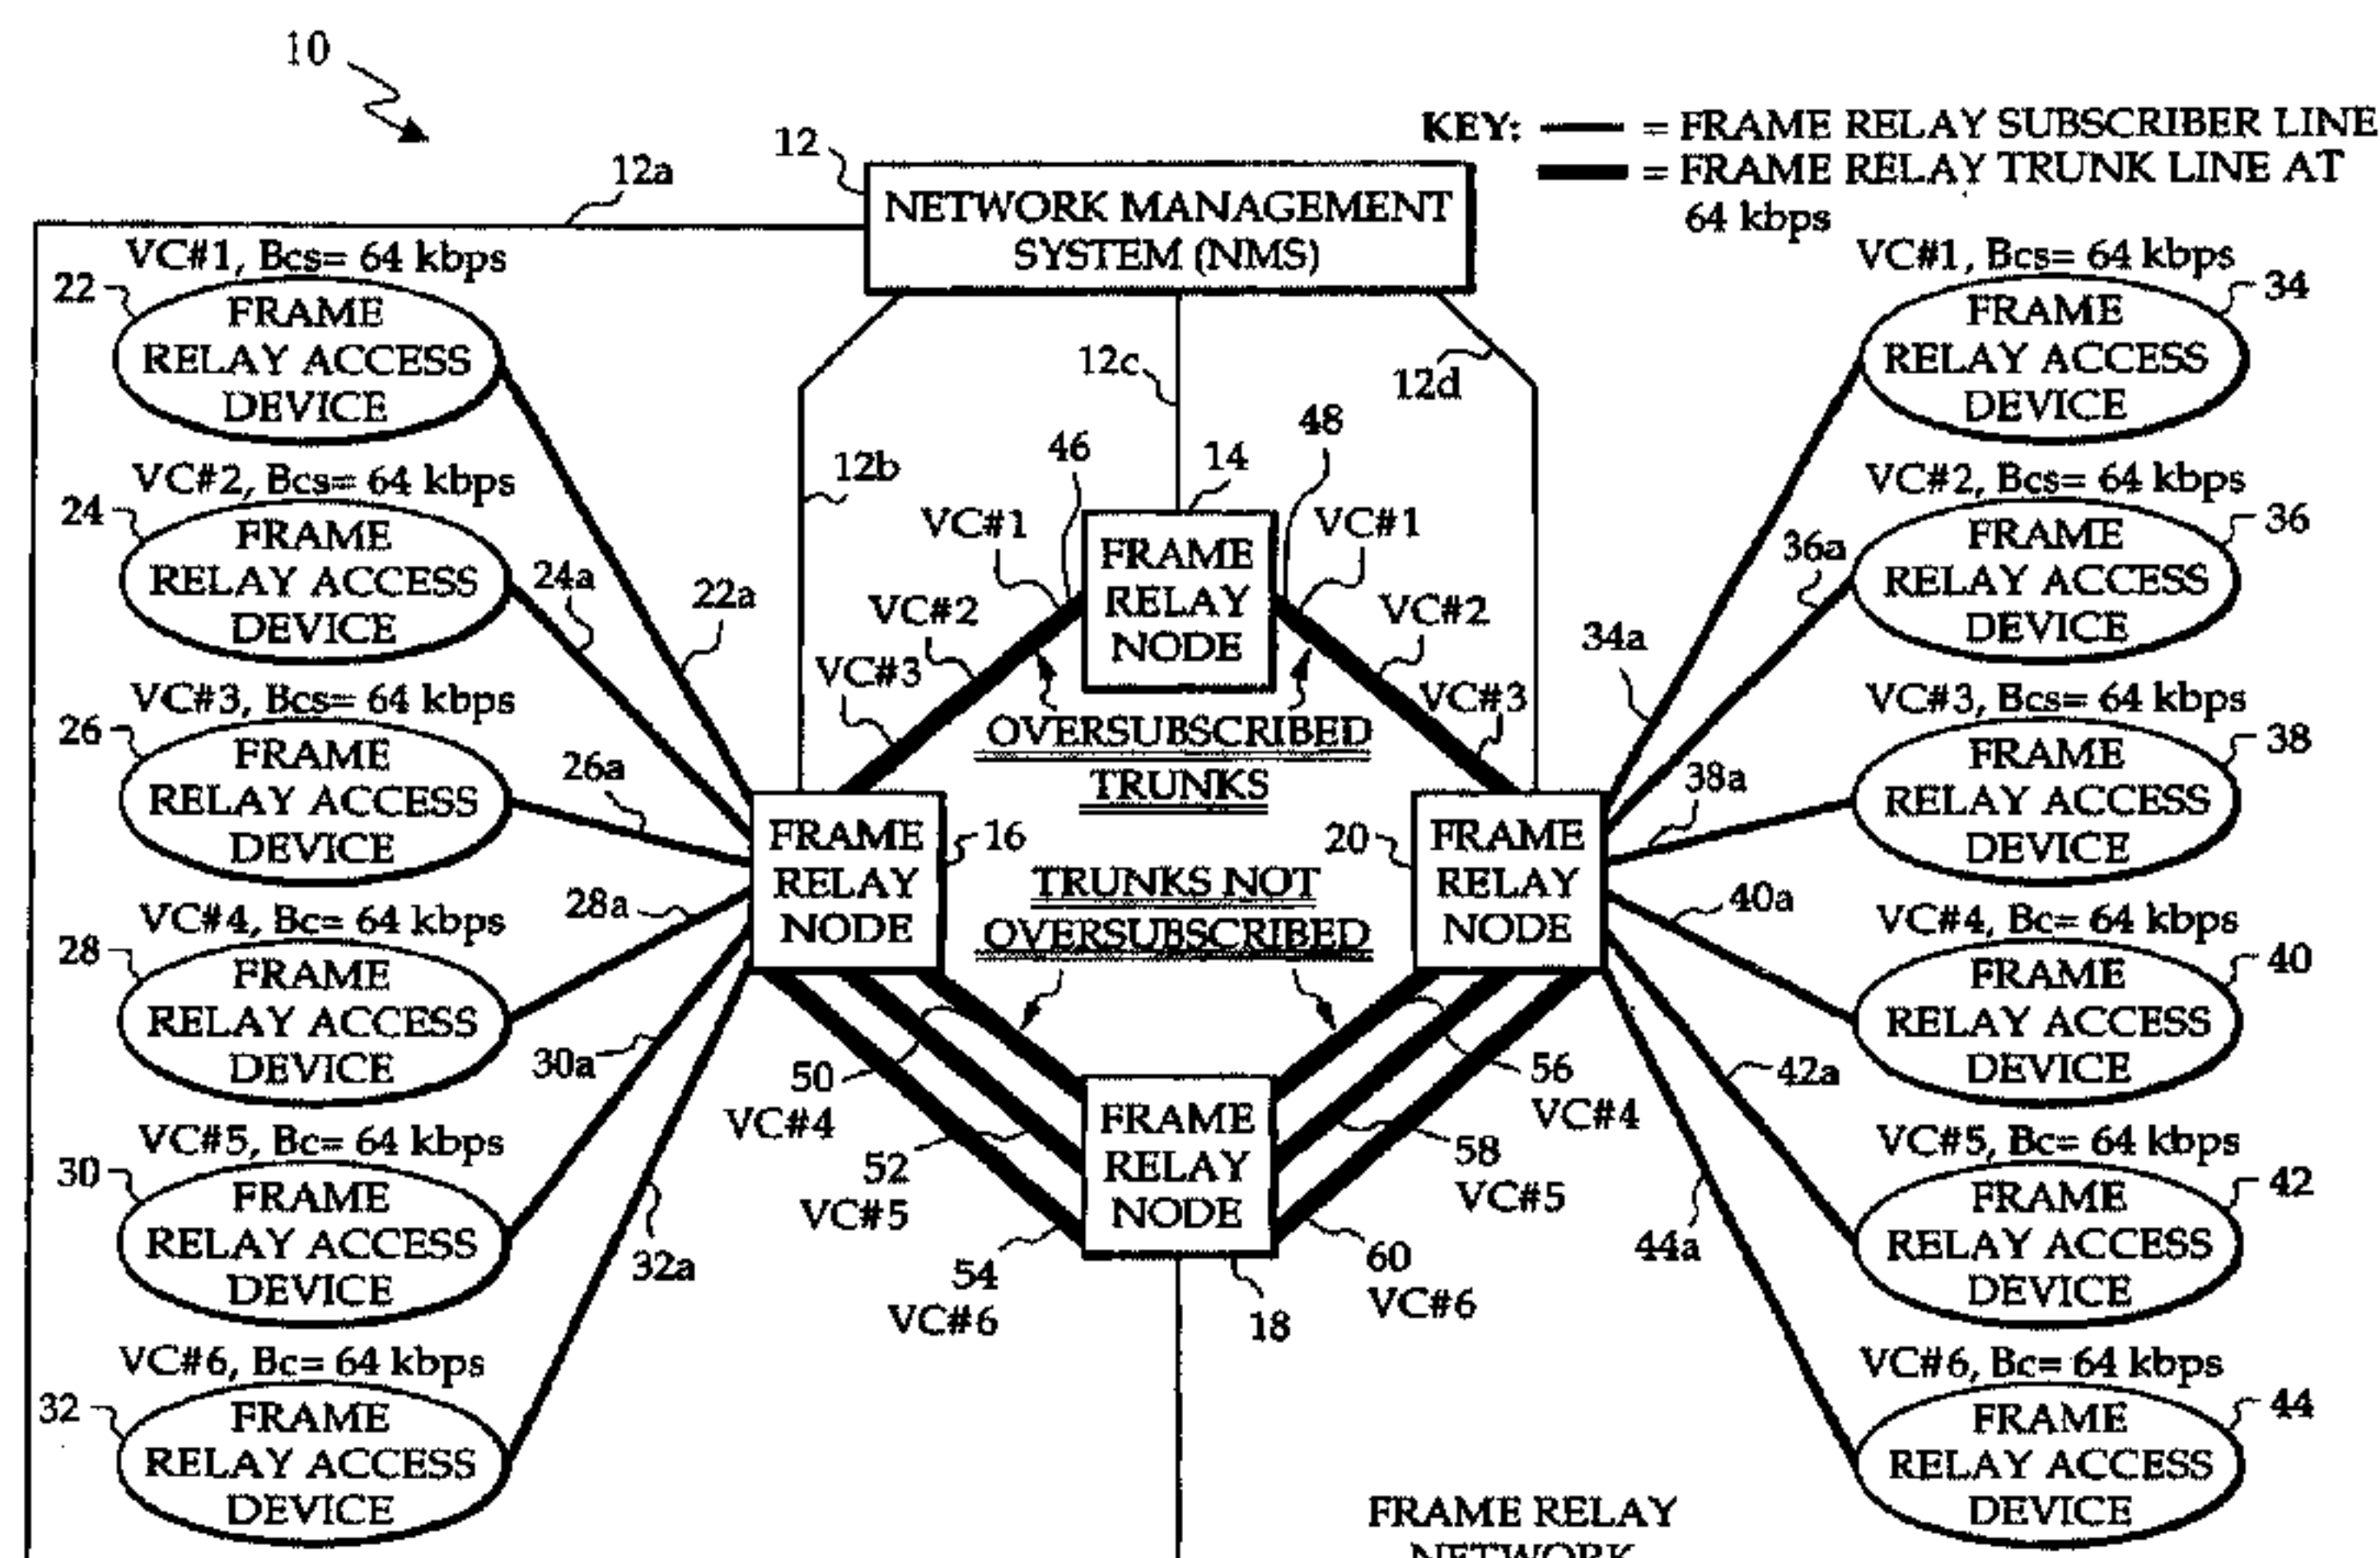 10
KEY: = FRAME RELAY SUBSCRIBER LINE
= FRAME RELAY TRUNK LINE AT
64 kbps
12
12a
NETWORK MANAGEMENT
SYSTEM (NMS)
12b
12c
12d
VC#1, Bcs= 64 kbps
22
FRAME
RELAY ACCESS
DEVICE
22a
VC#2, Bcs= 64 kbps
24
FRAME
RELAY ACCESS
DEVICE
24a
VC#3, Bcs= 64 kbps
26
FRAME
RELAY ACCESS
DEVICE
26a
VC#4, Bc= 64 kbps
28
FRAME
RELAY ACCESS
DEVICE
28a
VC#5, Bc= 64 kbps
30
FRAME
RELAY ACCESS
DEVICE
30a
VC#6, Bc= 64 kbps
32
FRAME
RELAY ACCESS
DEVICE
32a
46
14
48
VC#1
VC#2
VC#3
FRAME
RELAY
NODE
VC#1
VC#2
VC#3
OVERSUBSCRIBED
TRUNKS
FRAME
RELAY
NODE
16
TRUNKS NOT
OVERSUBSCRIBED
20
FRAME
RELAY
NODE
50
VC#4
52
VC#5
54
VC#6
FRAME
RELAY
NODE
18
56
VC#4
58
VC#5
60
VC#6
VC#1, Bcs= 64 kbps
34
FRAME
RELAY ACCESS
DEVICE
34a
VC#2, Bcs= 64 kbps
36
FRAME
RELAY ACCESS
DEVICE
36a
VC#3, Bcs= 64 kbps
38
FRAME
RELAY ACCESS
DEVICE
38a
VC#4, Bc= 64 kbps
40
FRAME
RELAY ACCESS
DEVICE
40a
VC#5, Bc= 64 kbps
42
FRAME
RELAY ACCESS
DEVICE
42a
VC#6, Bc= 64 kbps
44
FRAME
RELAY ACCESS
DEVICE
44a
FRAME RELAY
NETWORK